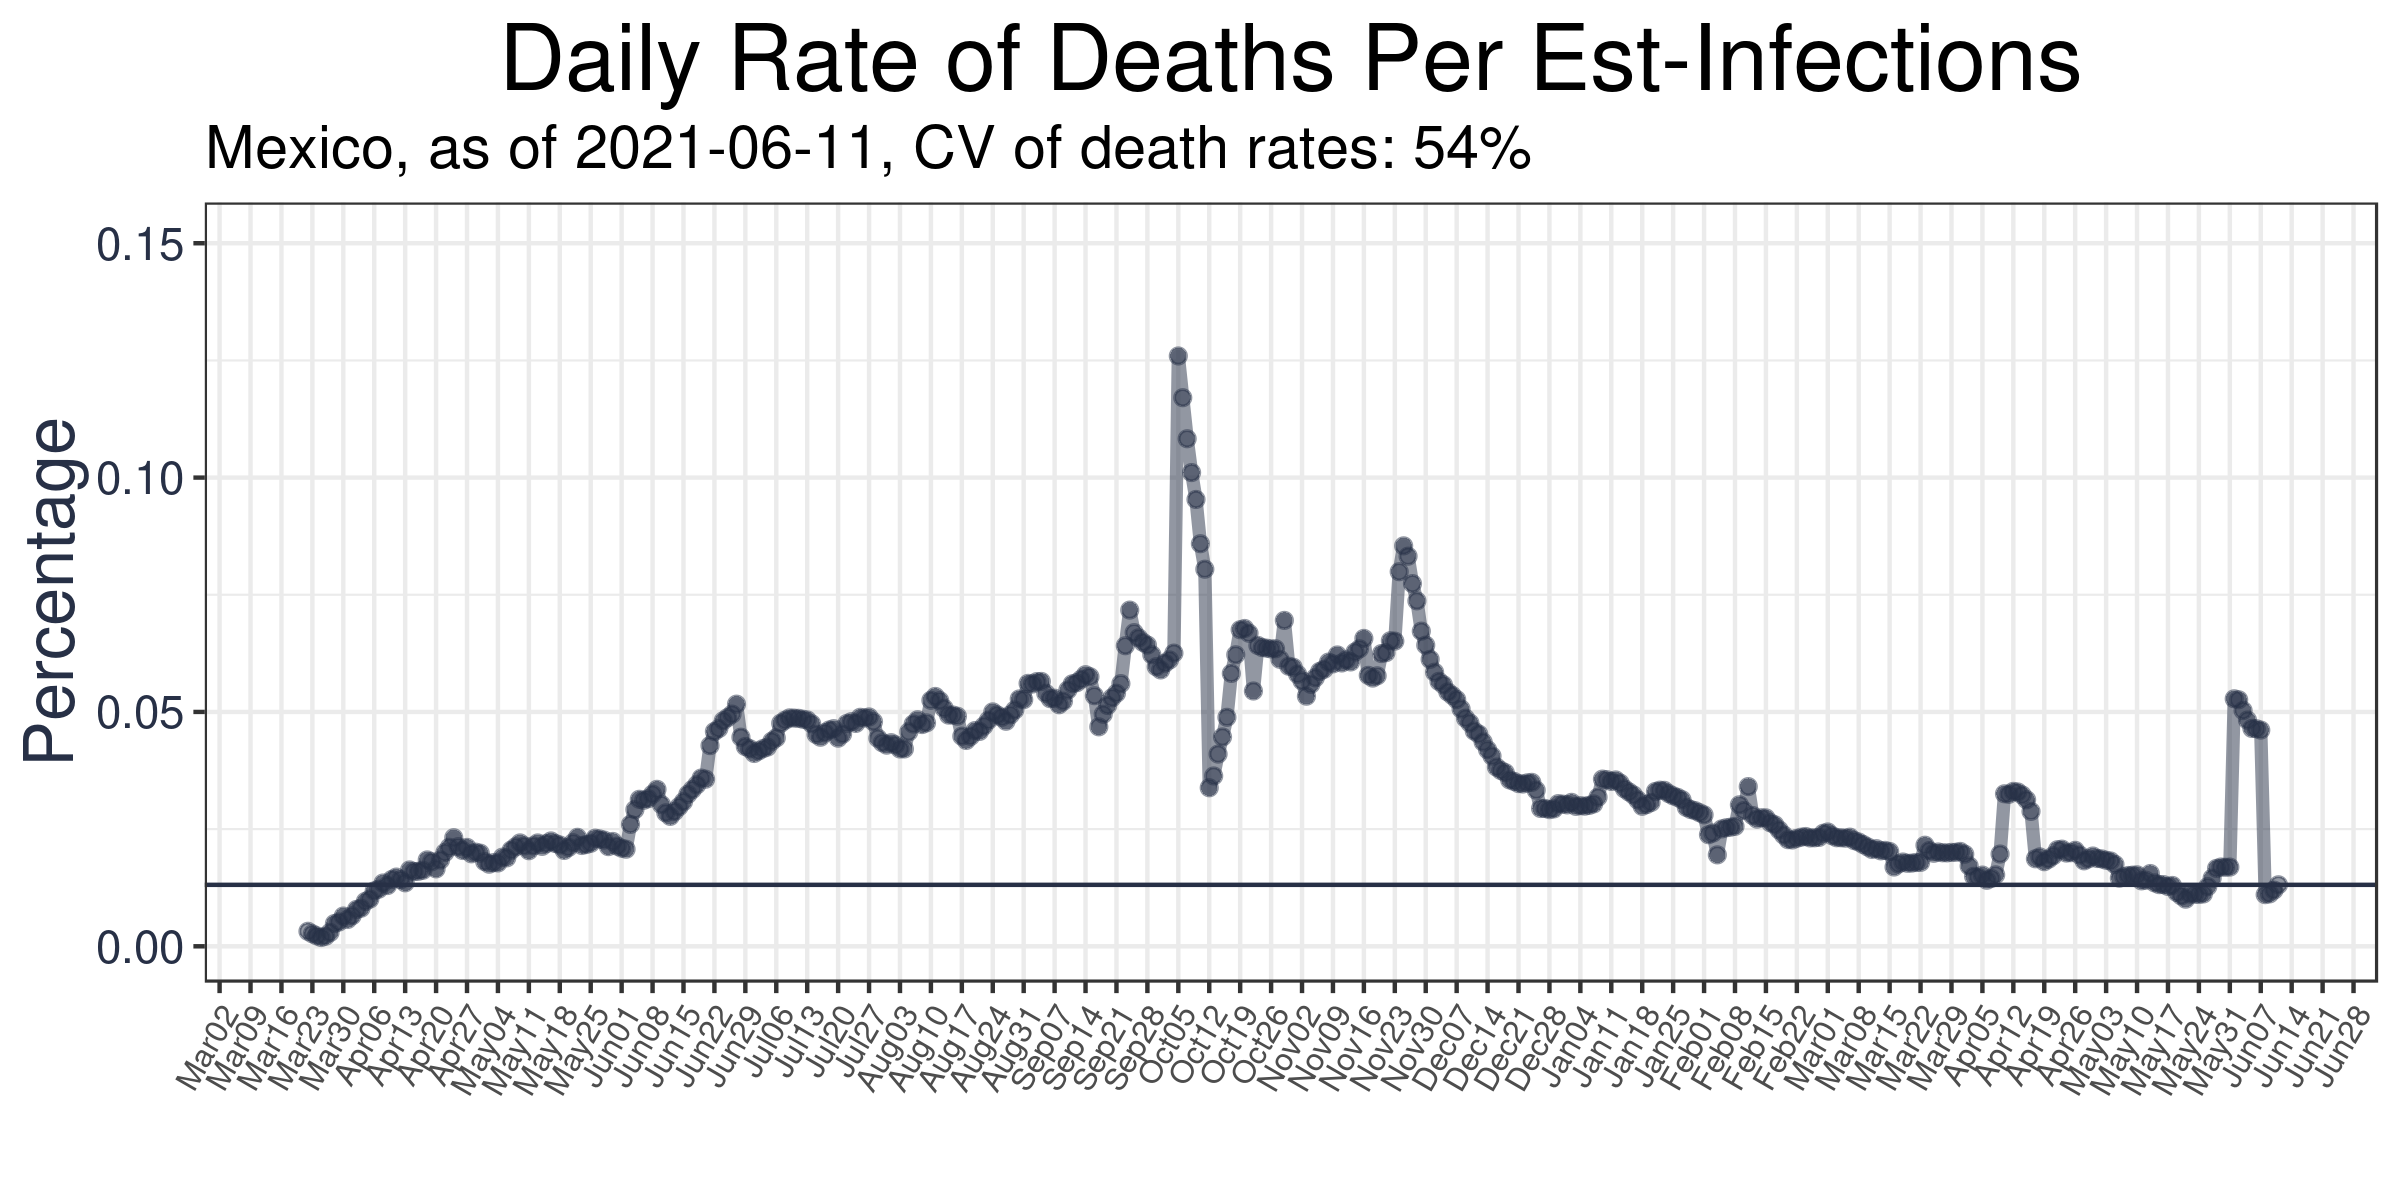 Daily Rate of Deaths Per Est-Infections
Mexico, as of 2021-06-11, CV of death rates: 54%
Percentage
0.15
0.10
0.05
0.00
Mar02
Mar09
Mar16
Mar23
Mar30
Apr06
Apr13
Apr20
Apr27
May04
May11
May18
May25
Jun01
Jun08
Jun15
Jun22
Jun29
Jul06
Jul13
Jul20
Jul27
Aug03
Aug10
Aug17
Aug24
Aug31
Sep07
Sep14
Sep21
Sep28
Oct05
Oct12
Oct19
Oct26
Nov02
Nov09
Nov16
Nov23
Nov30
Dec07
Dec14
Dec21
Dec28
Jan04
Jan11
Jan18
Jan25
Feb01
Feb08
Feb15
Feb22
Mar01
Mar08
Mar15
Mar22
Mar29
Apr05
Apr12
Apr19
Apr26
May03
May10
May17
May24
May31
Jun07
Jun14
Jun21
Jun28